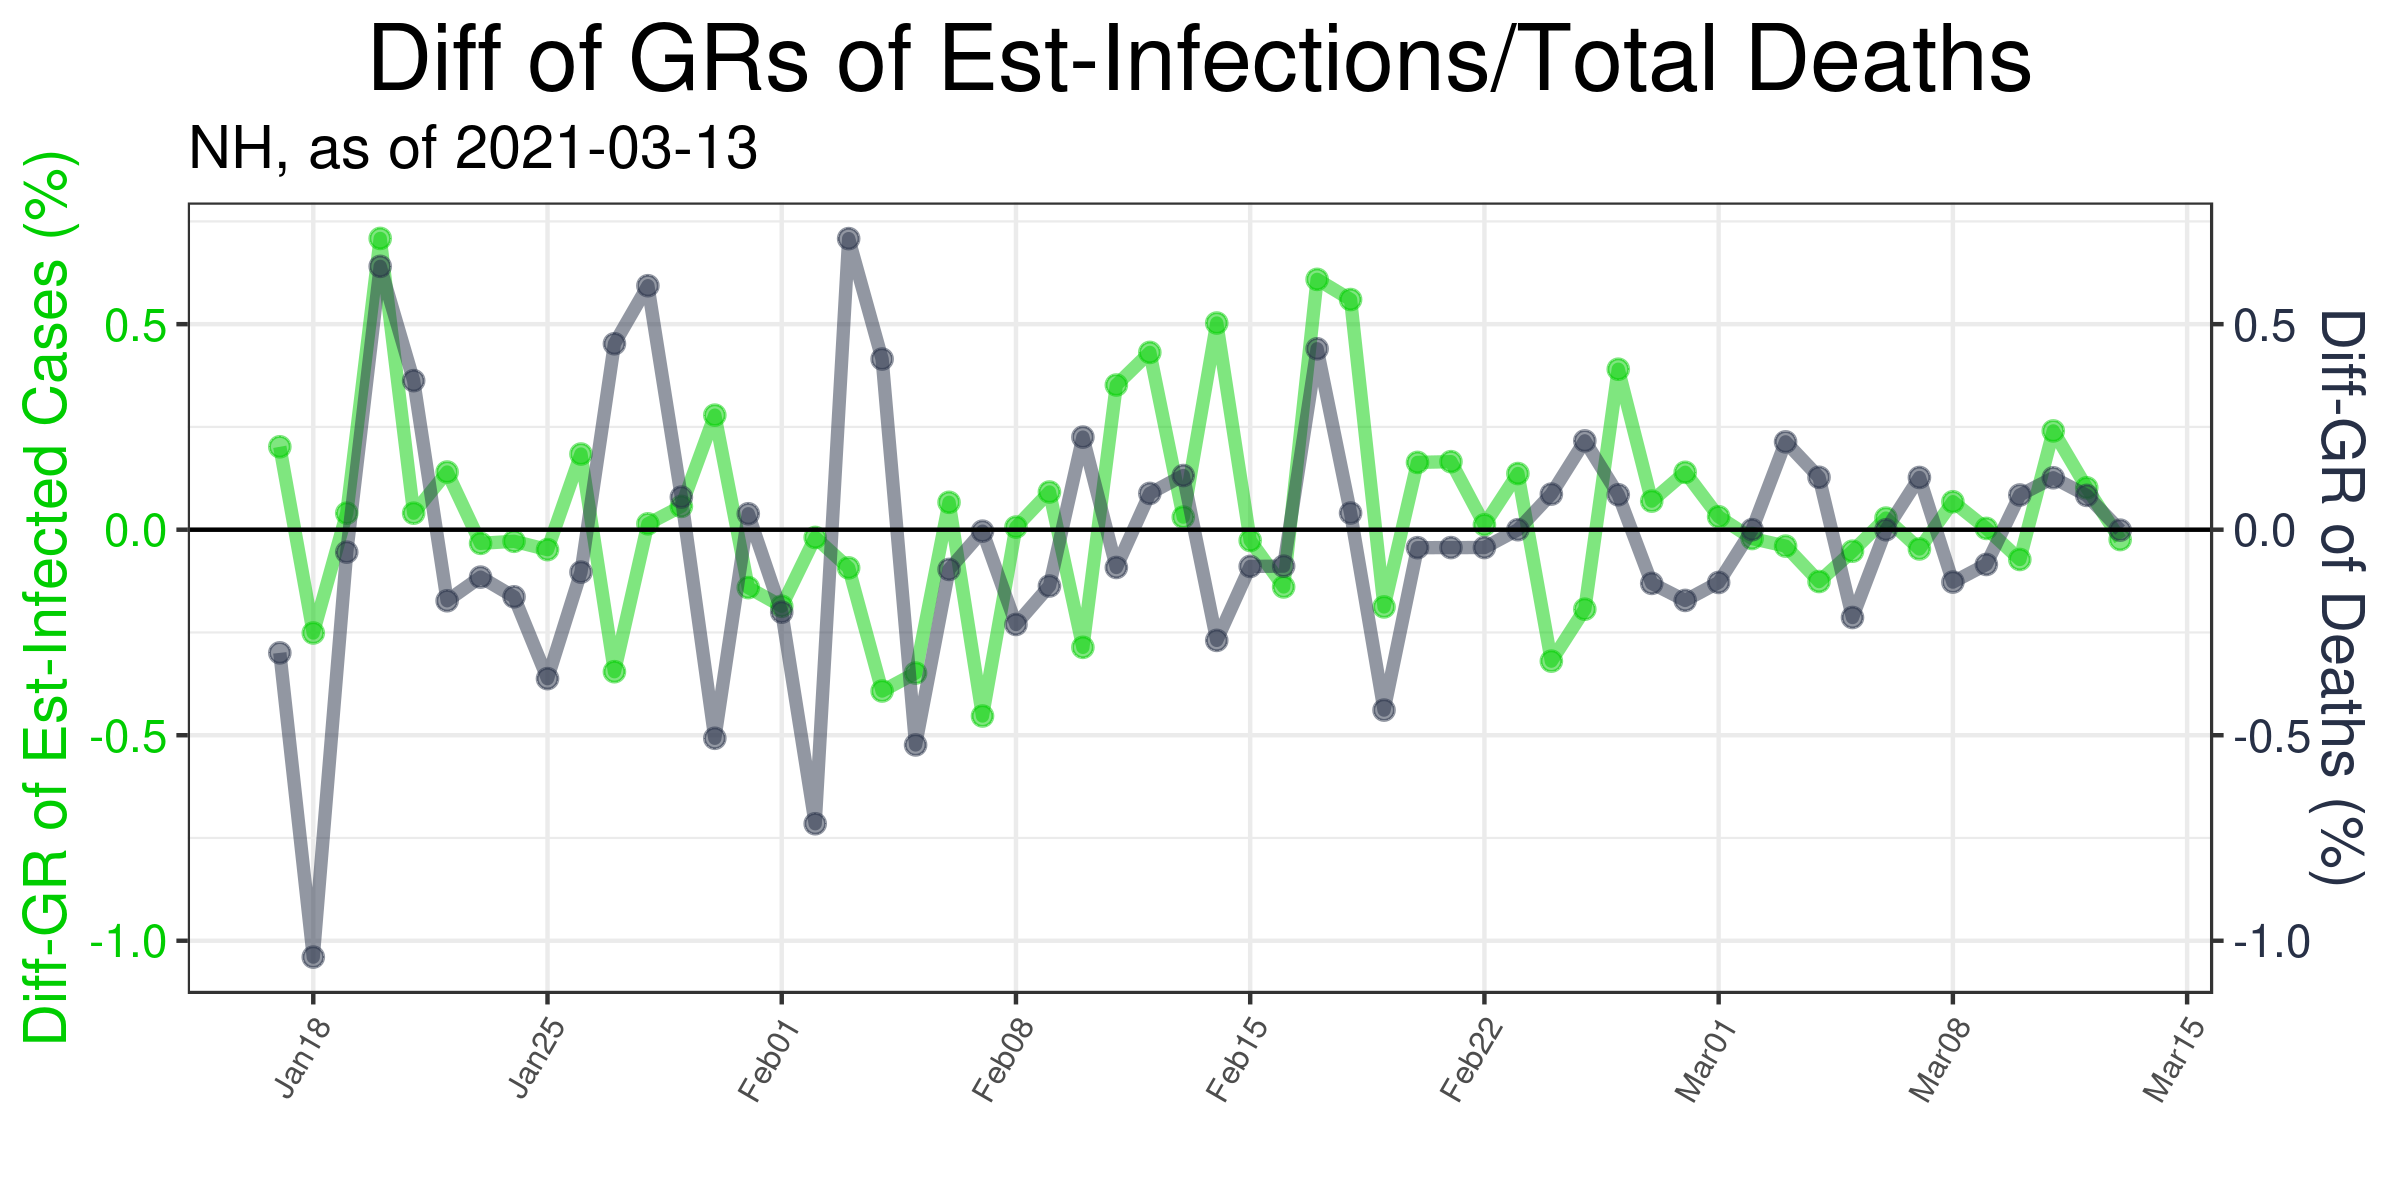 Diff of GRs of Est-Infections/Total Deaths
NH, as of 2021-03-13
Diff-GR of Est-Infected Cases (%)
0.5
0.0
-0.5
-1.0
0.5
0.0
-0.5
-1.0
Diff-GR of Deaths (%)
Jan18
Jan25
Feb01
Feb08
Feb15
Feb22
Mar01
Mar08
Mar15